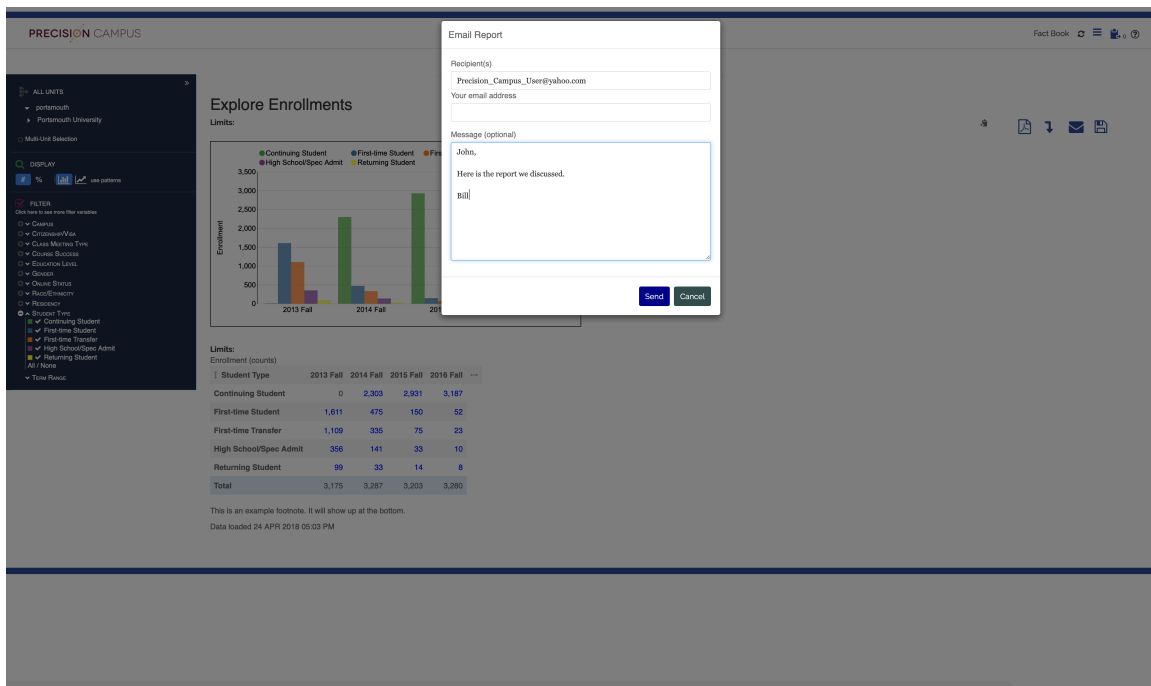 PRECISION CAMPUS
Fact Book
0
Email Report
Recipient(s)
Precision_Campus_User@yahoo.com
Your email address
Message (optional)
John,
Here is the report we discussed.
Bill
Send Cancel
»
ALL UNITS
portsmouth
Portsmouth University
Multi-Unit Selection
DISPLAY
# % use patterns
FILTER
Click here to see more filter variables
Campus
Citizenship/Visa
Class Meeting Type
Course Success
Education Level
Gender
Online Status
Race/Ethnicity
Residency
Student Type
Continuing Student
First-time Student
First-time Transfer
High School/Spec Admit
Returning Student
All / None
Term Range
Explore Enrollments
Limits:
Continuing Student First-time Student Firs
High School/Spec Admit Returning Student
3,500
3,000
2,500
2,000
1,500
1,000
500
0
Enrollment
2013 Fall 2014 Fall 201
Limits:
Enrollment (counts)
Student Type 2013 Fall 2014 Fall 2015 Fall 2016 Fall
Continuing Student 0 2,303 2,931 3,187
First-time Student 1,611 475 150 52
First-time Transfer 1,109 335 75 23
High School/Spec Admit 356 141 33 10
Returning Student 99 33 14 8
Total 3,175 3,287 3,203 3,280
This is an example footnote. It will show up at the bottom.
Data loaded 24 APR 2018 05:03 PM